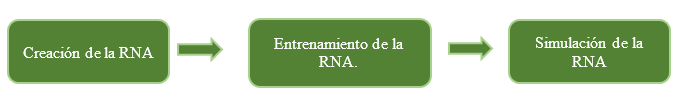 Creación de la RNA
Entrenamiento de la
RNA.
Simulación de la
RNA